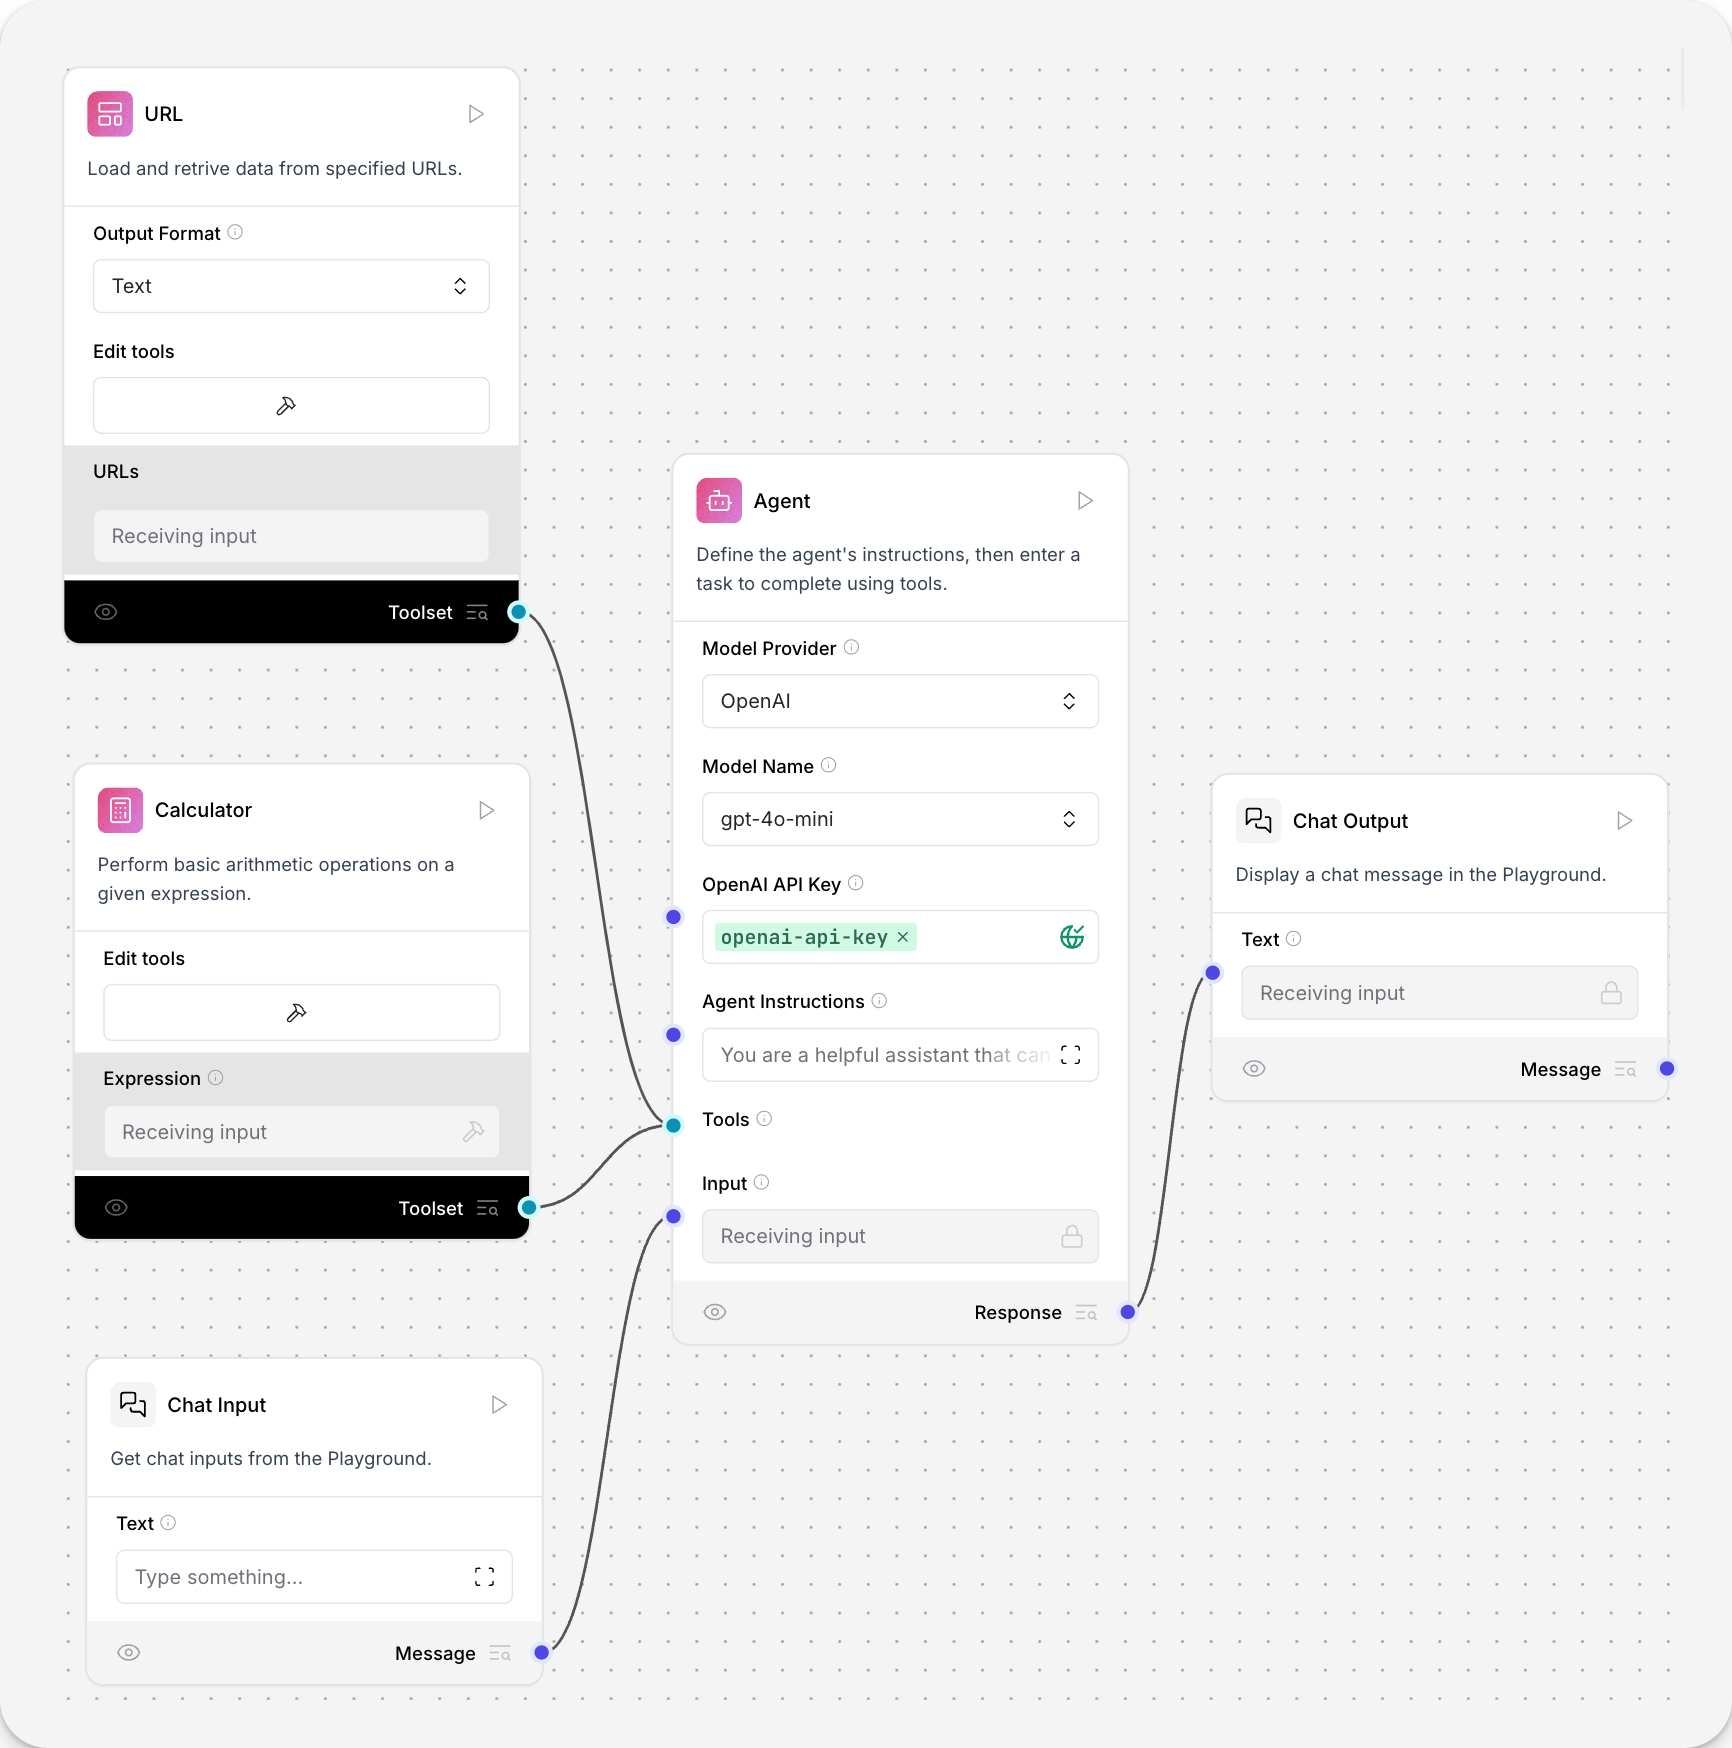 URL
Load and retrive data from specified URLs.
Output Format
Text
Edit tools
URLs
Receiving input
Toolset
Calculator
Perform basic arithmetic operations on a
given expression.
Edit tools
Expression
Receiving input
Toolset
Chat Input
Get chat inputs from the Playground.
Text
Type something...
Message
Agent
Define the agent's instructions, then enter a
task to complete using tools.
Model Provider
OpenAI
Model Name
gpt-4o-mini
OpenAI API Key
openai-api-key ×
Agent Instructions
You are a helpful assistant that can
Tools
Input
Receiving input
Response
Chat Output
Display a chat message in the Playground.
Text
Receiving input
Message